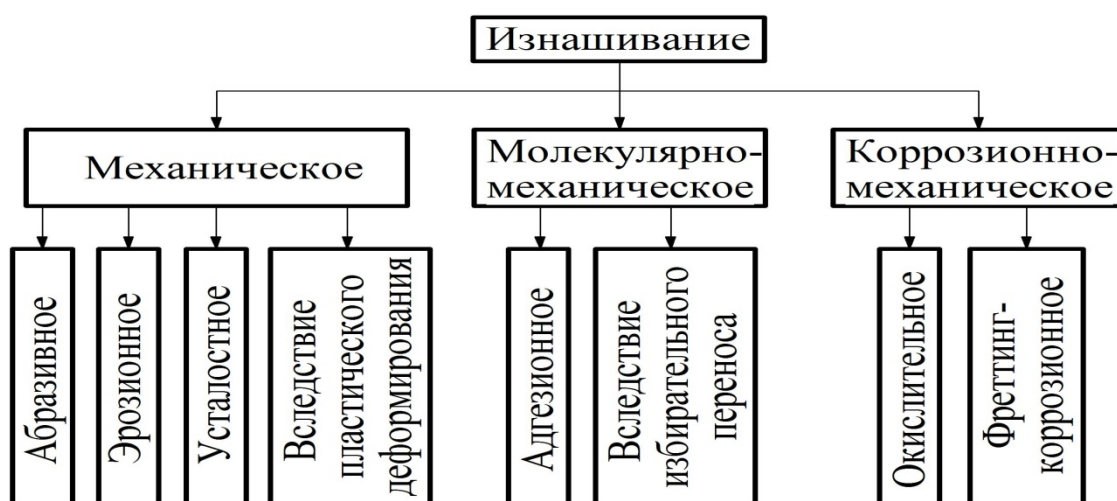 Изнашивание
Механическое
Молекулярно-
механическое
Коррозионно-
механическое
Абразивное
Эрозионное
Усталостное
Вследствие
пластического
деформирования
Адгезионное
Вследствие
избирательного
переноса
Окислительное
Фреттинг-
коррозионное